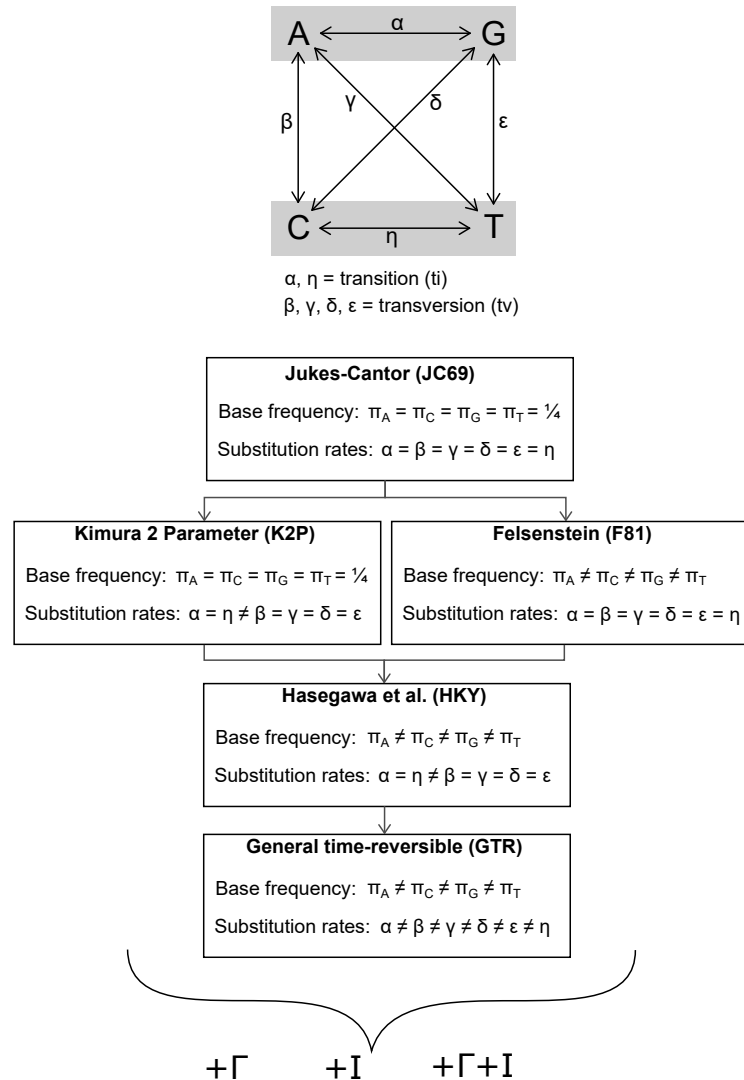 A α G
β γ δ ε
C η T
α, η = transition (ti)
β, γ, δ, ε = transversion (tv)
Jukes-Cantor (JC69)
Base frequency: π_A = π_C = π_G = π_T = ¼
Substitution rates: α = β = γ = δ = ε = η
Kimura 2 Parameter (K2P)
Base frequency: π_A = π_C = π_G = π_T = ¼
Substitution rates: α = η ≠ β = γ = δ = ε
Felsenstein (F81)
Base frequency: π_A ≠ π_C ≠ π_G ≠ π_T
Substitution rates: α = β = γ = δ = ε = η
Hasegawa et al. (HKY)
Base frequency: π_A ≠ π_C ≠ π_G ≠ π_T
Substitution rates: α = η ≠ β = γ = δ = ε
General time-reversible (GTR)
Base frequency: π_A ≠ π_C ≠ π_G ≠ π_T
Substitution rates: α ≠ β ≠ γ ≠ δ ≠ ε ≠ η
+Γ +I +Γ+I